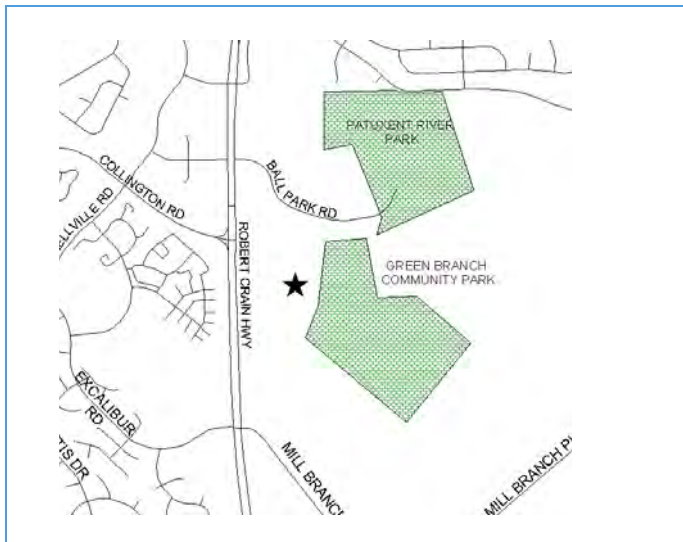 PATUXENT RIVER
PARK
COLLINGTON RD
BALL PARK RD
ELLVILLE RD
ROBERT CRAIN HWY
GREEN BRANCH
COMMUNITY PARK
EXCALIBUR
RD
TIS DR
MILL BRANCH
MILL BRANCH P